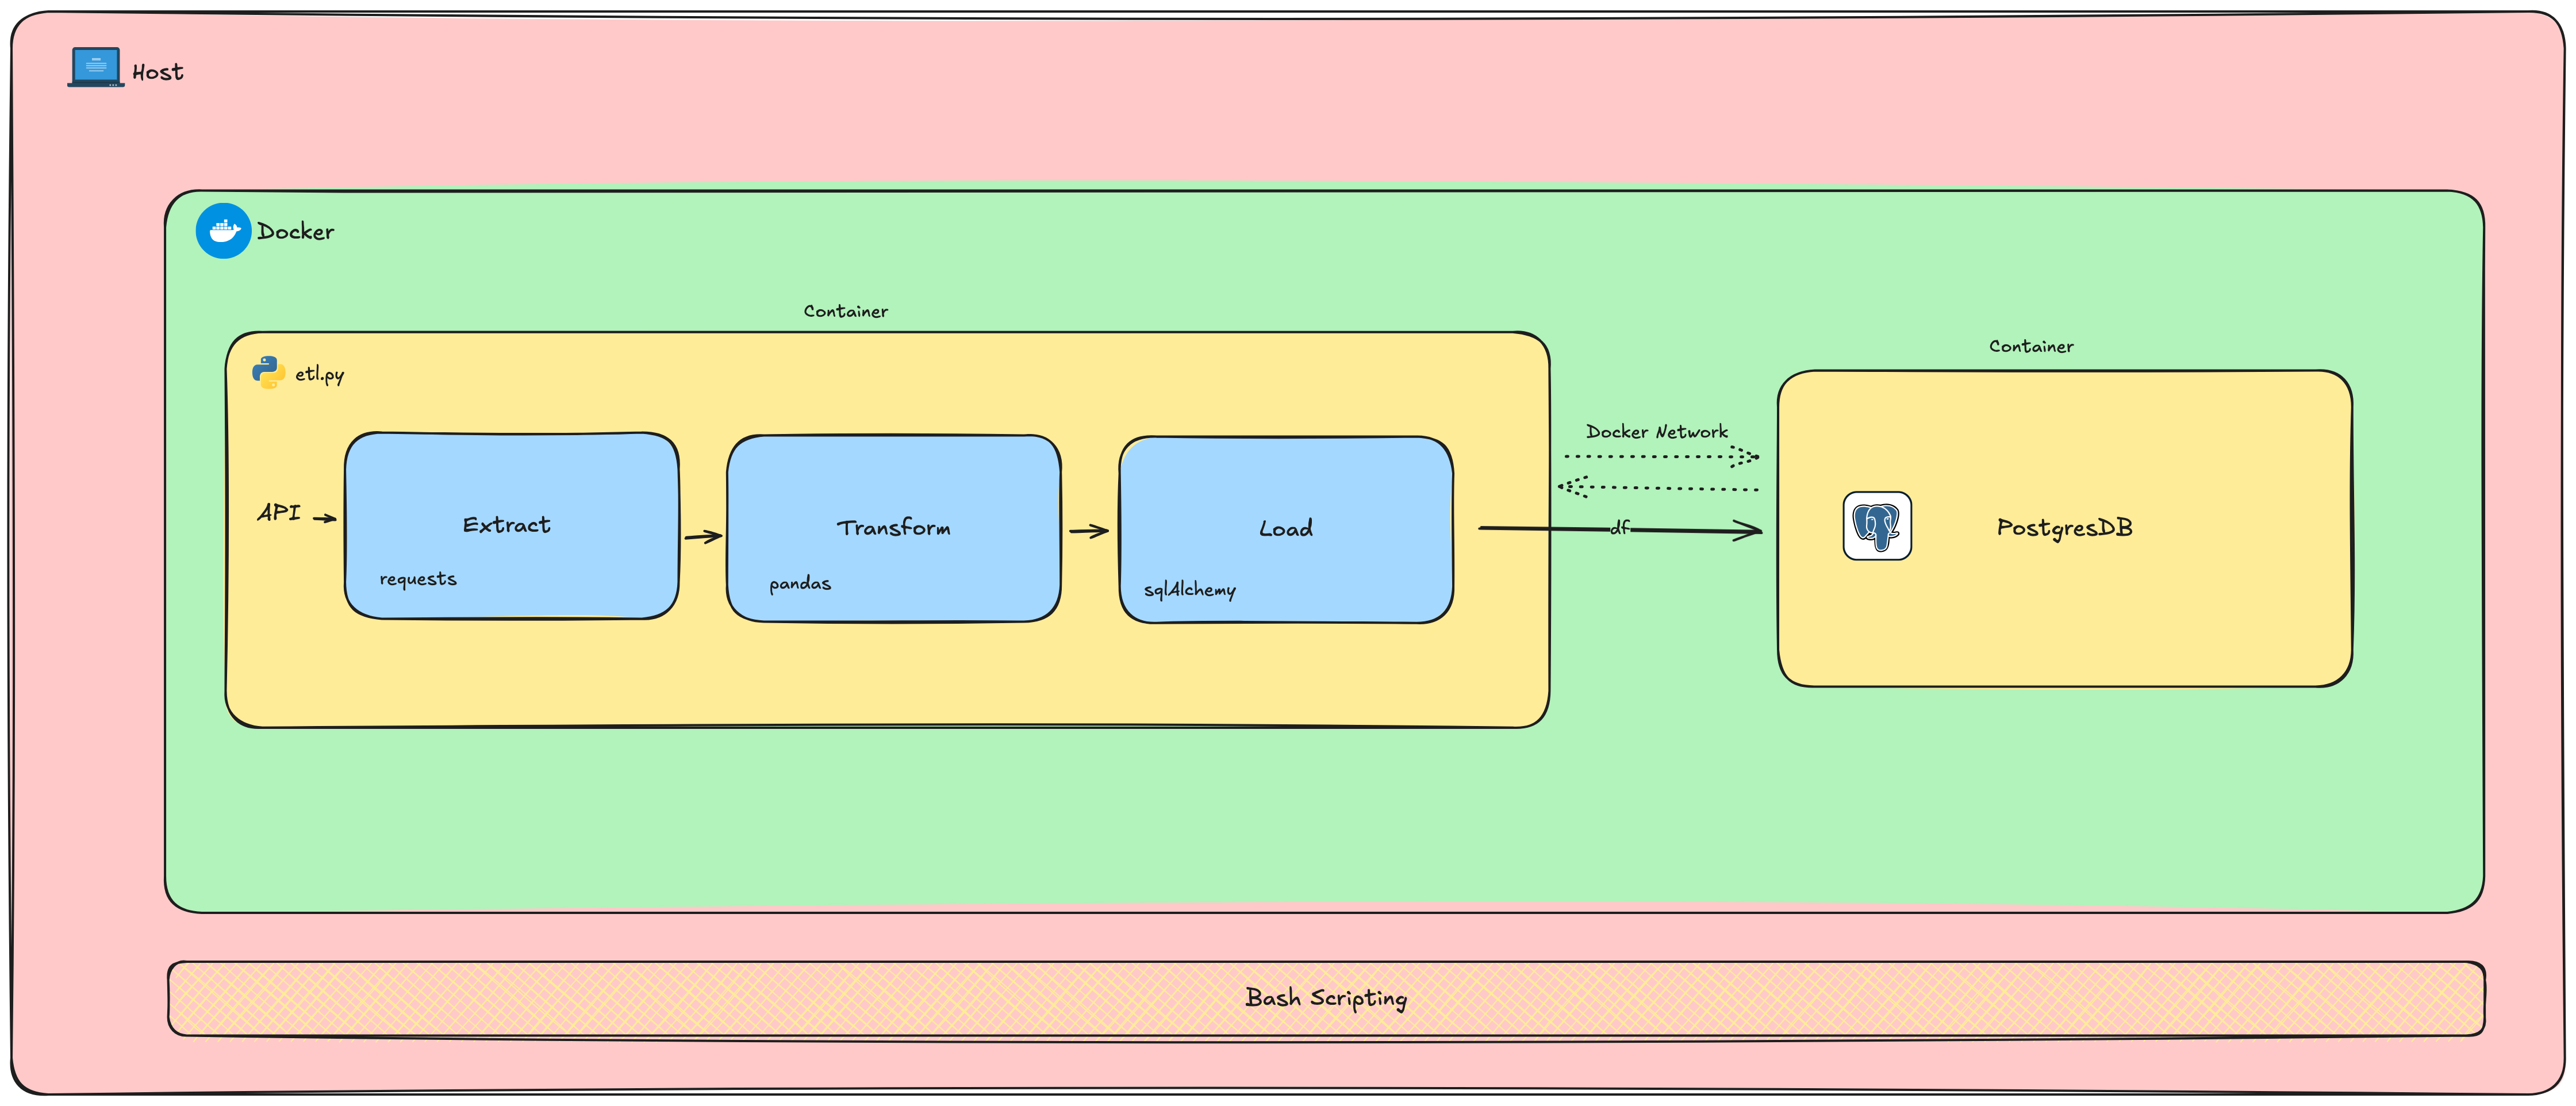 Host
Docker
Container
etl.py
API
Extract
requests
Transform
pandas
Load
sqlAlchemy
Docker Network
df
Container
PostgresDB
Bash Scripting